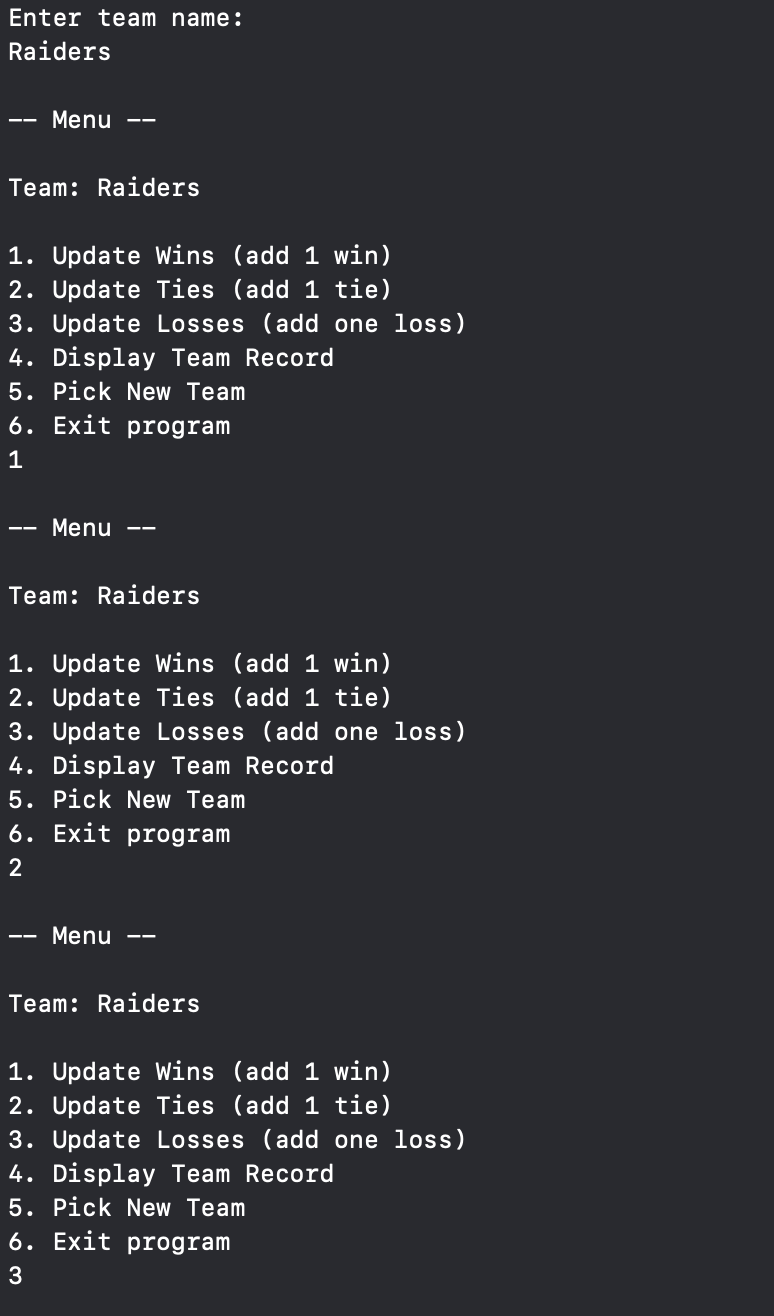 Enter team name:
Raiders
-- Menu --
Team: Raiders
1. Update Wins (add 1 win)
2. Update Ties (add 1 tie)
3. Update Losses (add one loss)
4. Display Team Record
5. Pick New Team
6. Exit program
1
-- Menu --
Team: Raiders
1. Update Wins (add 1 win)
2. Update Ties (add 1 tie)
3. Update Losses (add one loss)
4. Display Team Record
5. Pick New Team
6. Exit program
2
-- Menu --
Team: Raiders
1. Update Wins (add 1 win)
2. Update Ties (add 1 tie)
3. Update Losses (add one loss)
4. Display Team Record
5. Pick New Team
6. Exit program
3